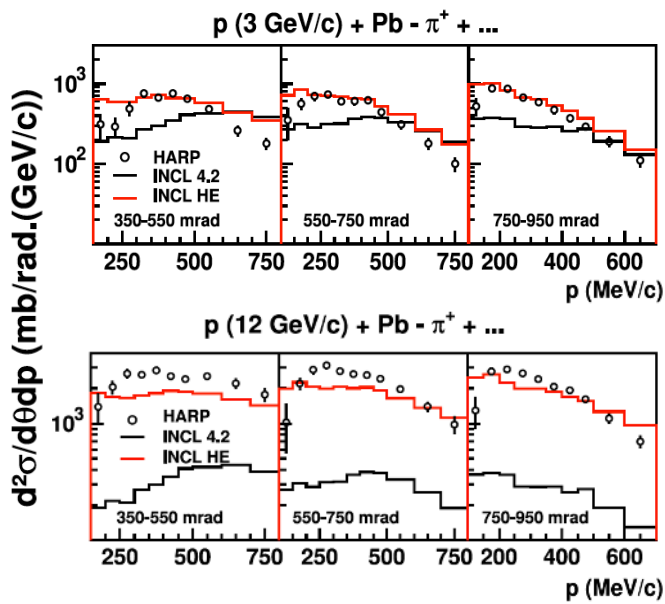 p (3 GeV/c) + Pb - π⁺ + ...
d²σ/dθdp (mb/rad.(GeV/c))
10³
10²
HARP
INCL 4.2
INCL HE
350-550 mrad
550-750 mrad
750-950 mrad
250 500 750 250 500 750 200 400 600
p (MeV/c)
p (12 GeV/c) + Pb - π⁺ + ...
10³
HARP
INCL 4.2
INCL HE
350-550 mrad
550-750 mrad
750-950 mrad
250 500 750 250 500 750 200 400 600
p (MeV/c)